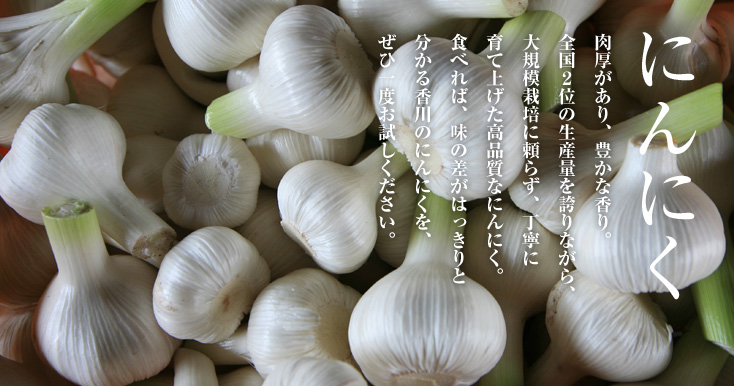 にんにく
肉厚があり、豊かな香り。
全国２位の生産量を誇りながら、
大規模栽培に頼らず、丁寧に
育て上げた高品質なにんにく。
食べれば、味の差がはっきりと
分かる香川のにんにくを、
ぜひ一度お試しください。